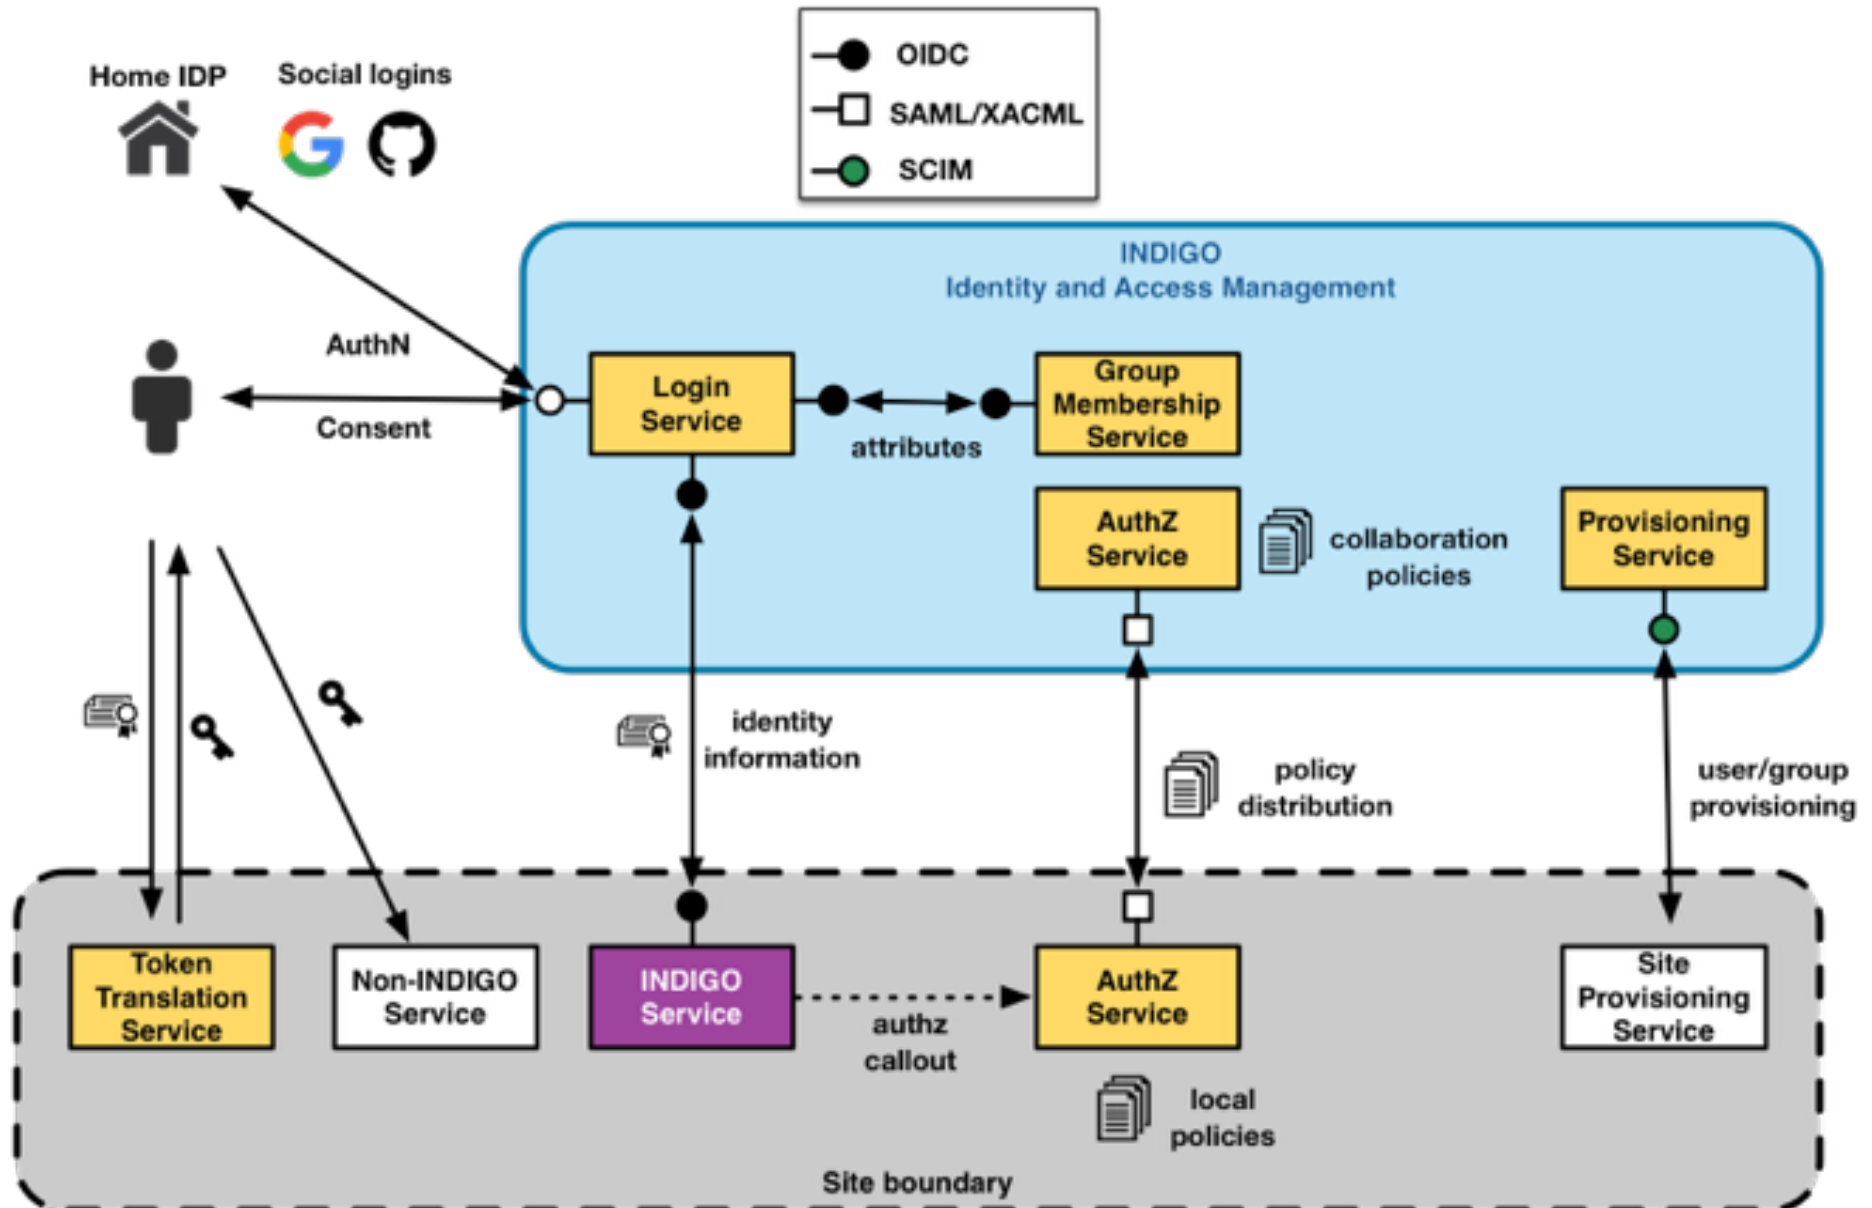 Home IDP
Social logins
OIDC
SAML/XACML
SCIM
INDIGO
Identity and Access Management
AuthN
Consent
Login
Service
attributes
Group
Membership
Service
AuthZ
Service
collaboration
policies
Provisioning
Service
identity
information
policy
distribution
user/group
provisioning
Token
Translation
Service
Non-INDIGO
Service
INDIGO
Service
authz
callout
AuthZ
Service
Site
Provisioning
Service
local
policies
Site boundary